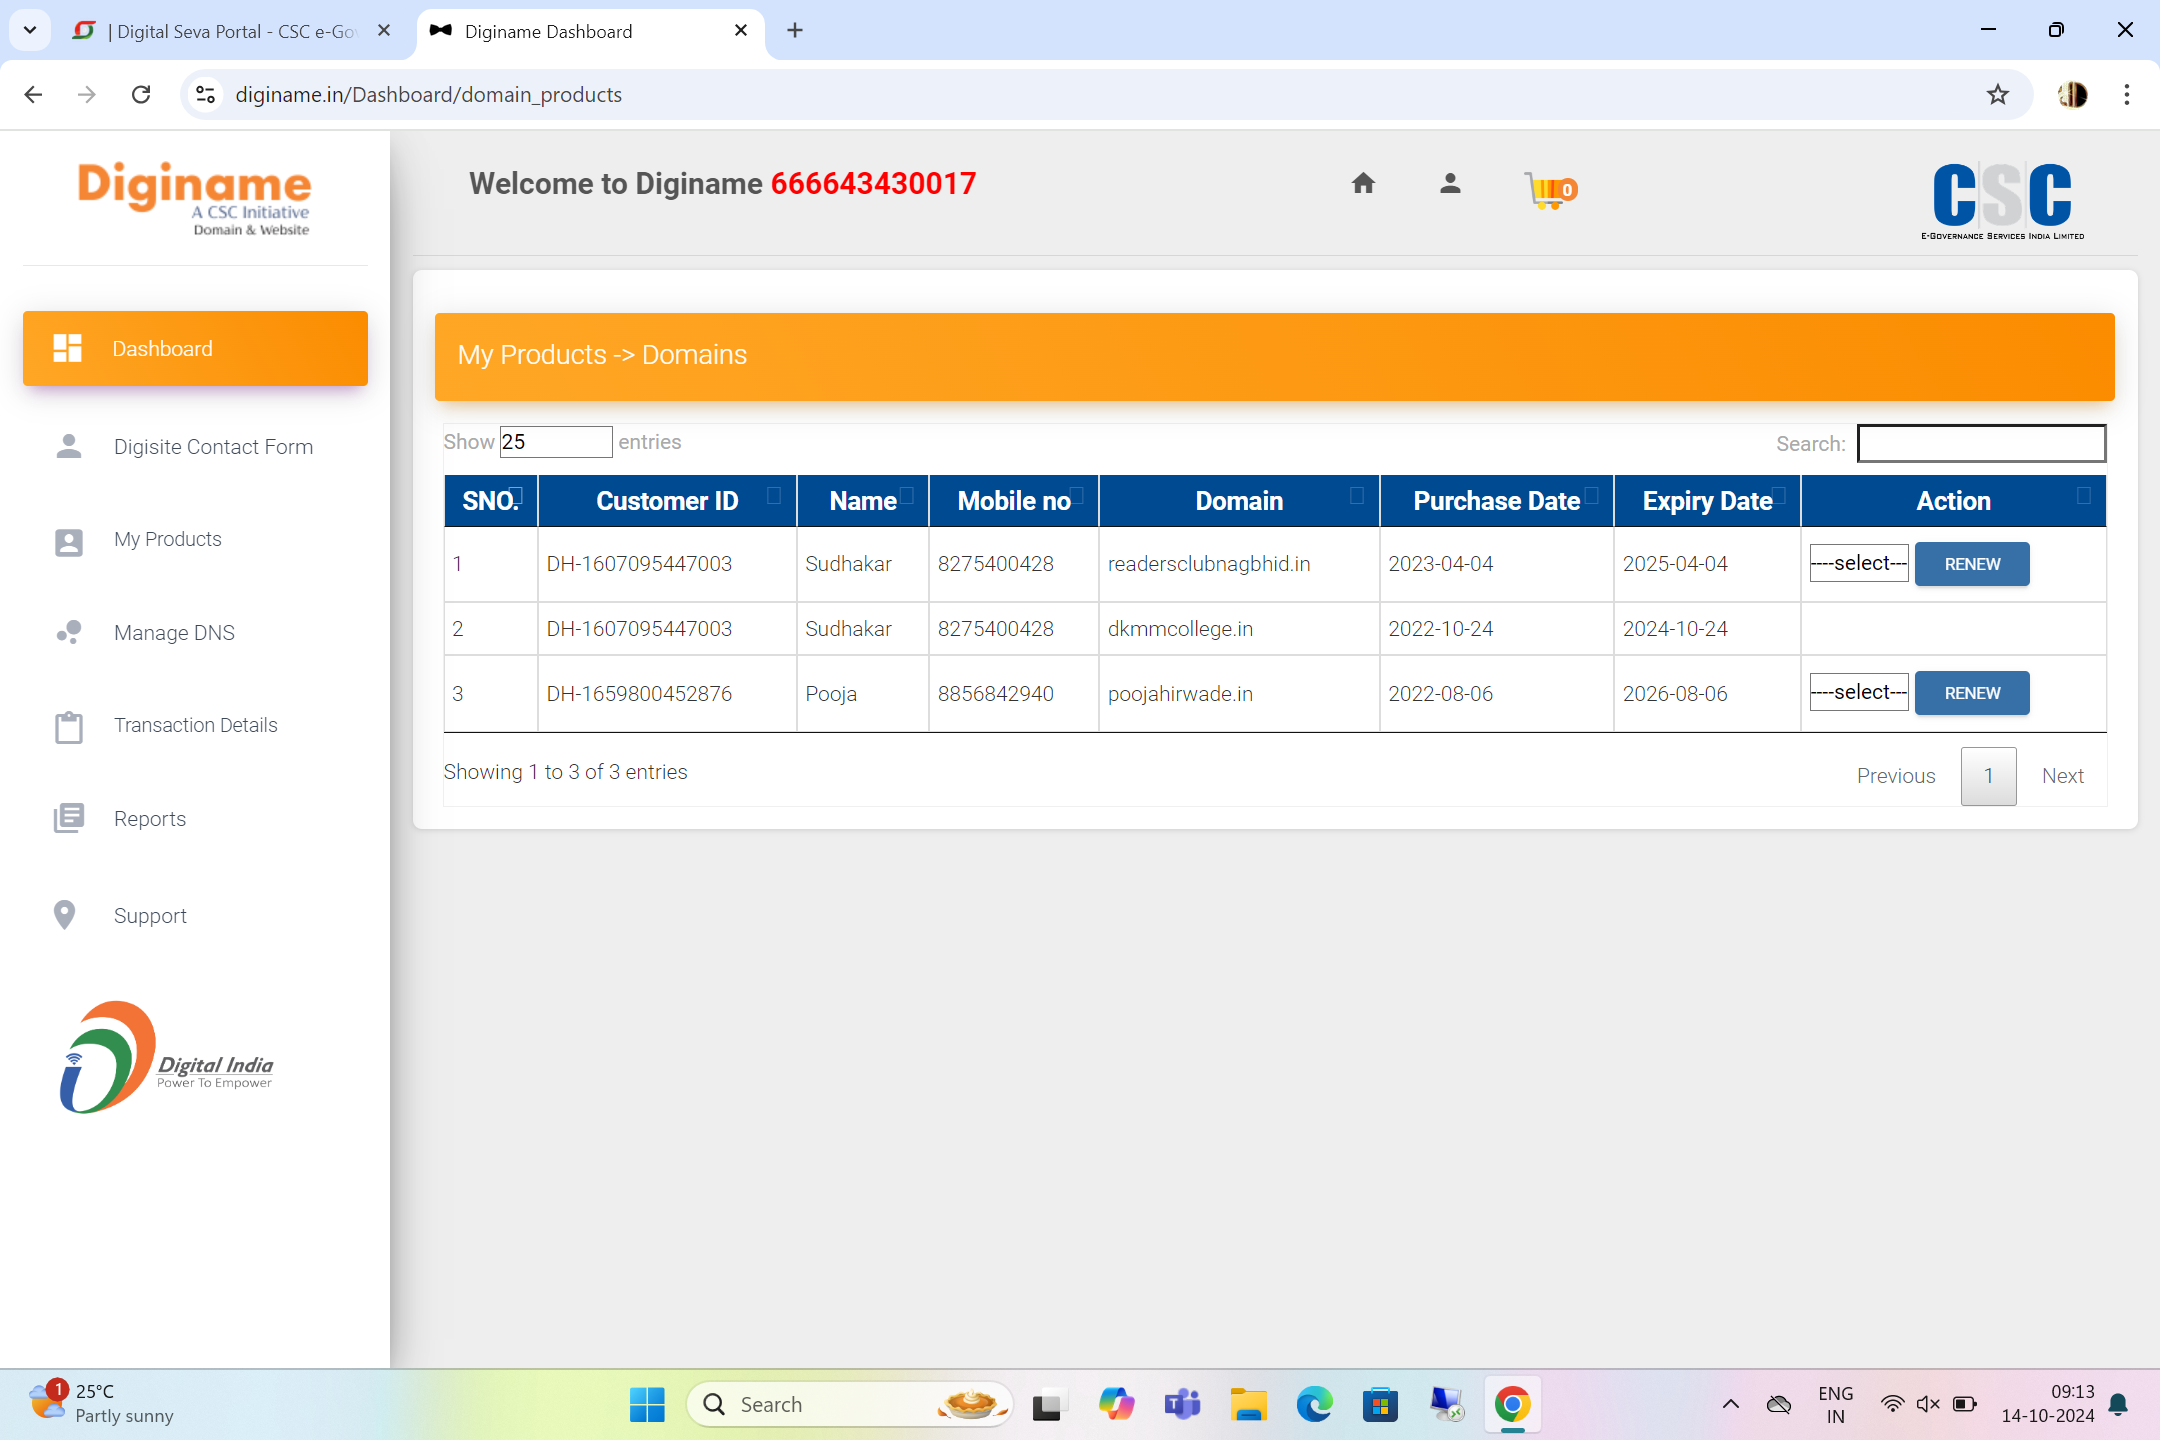 | Digital Seva Portal - CSC e-Gov
Diginame Dashboard
diginame.in/Dashboard/domain_products
Diginame
A CSC Initiative
Domain & Website
Welcome to Diginame 666643430017
0
CSC
E-Governance Services India Limited
Dashboard
Digisite Contact Form
My Products
Manage DNS
Transaction Details
Reports
Support
Digital India
Power To Empower
My Products -> Domains
Show 25 entries
Search:
SNO. Customer ID Name Mobile no Domain Purchase Date Expiry Date Action
1 DH-1607095447003 Sudhakar 8275400428 readersclubnagbhid.in 2023-04-04 2025-04-04 ----select--- RENEW
2 DH-1607095447003 Sudhakar 8275400428 dkmmcollege.in 2022-10-24 2024-10-24
3 DH-1659800452876 Pooja 8856842940 poojahirwade.in 2022-08-06 2026-08-06 ----select--- RENEW
Showing 1 to 3 of 3 entries
Previous 1 Next
1
25°C
Partly sunny
Search
ENG
IN
09:13
14-10-2024